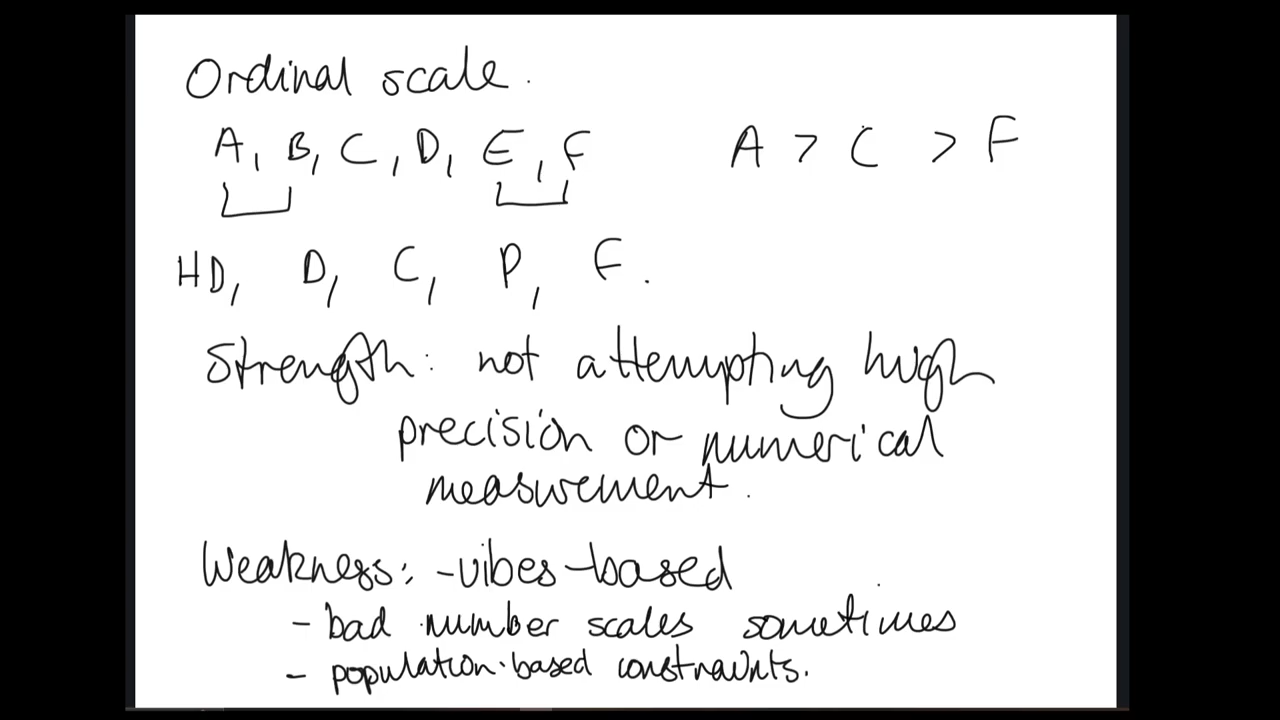 Ordinal scale.
A, B, C, D, E, F A > C > F
HD, D, C, P, F.
Strength: not attempting high
precision or numerical
measurement.
Weakness: - vibes-based
- bad number scales sometimes
- population-based constraints.